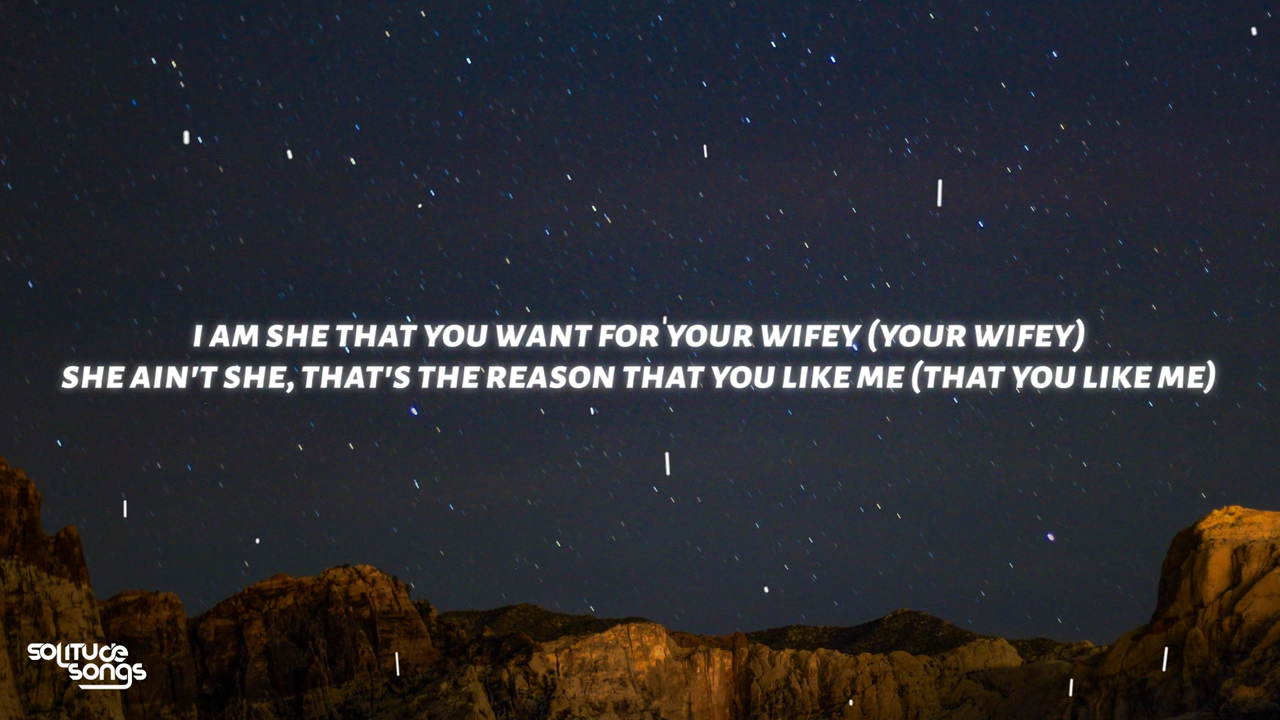 I AM SHE THAT YOU WANT FOR YOUR WIFEY (YOUR WIFEY)
SHE AIN'T SHE, THAT'S THE REASON THAT YOU LIKE ME (THAT YOU LIKE ME)
solitude
songs